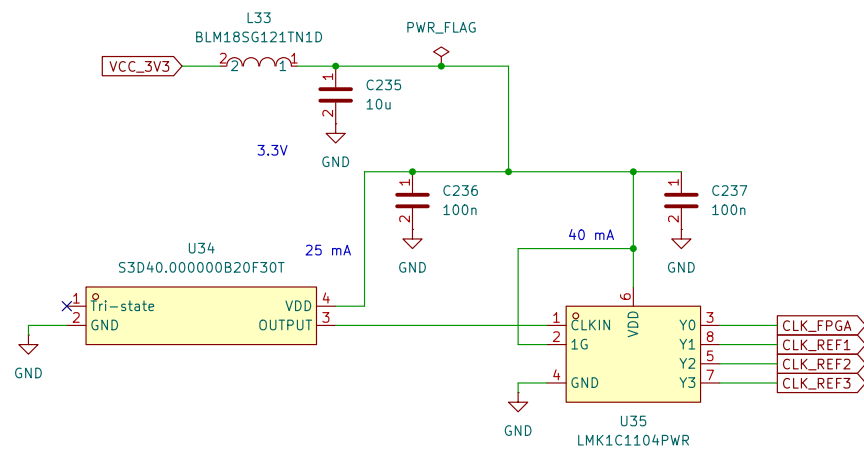 L33
BLM18SG121TN1D
PWR_FLAG
VCC_3V3
2
2
1
1
1
2
C235
10u
GND
3.3V
1
2
C236
100n
GND
1
2
C237
100n
GND
25 mA
40 mA
U34
S3D40.000000B20F30T
1
Tri-state
VDD
4
2
GND
OUTPUT
3
GND
6
VDD
1
CLKIN
Y0
3
CLK_FPGA
2
1G
Y1
8
CLK_REF1
Y2
5
CLK_REF2
4
GND
Y3
7
CLK_REF3
GND
U35
LMK1C1104PWR